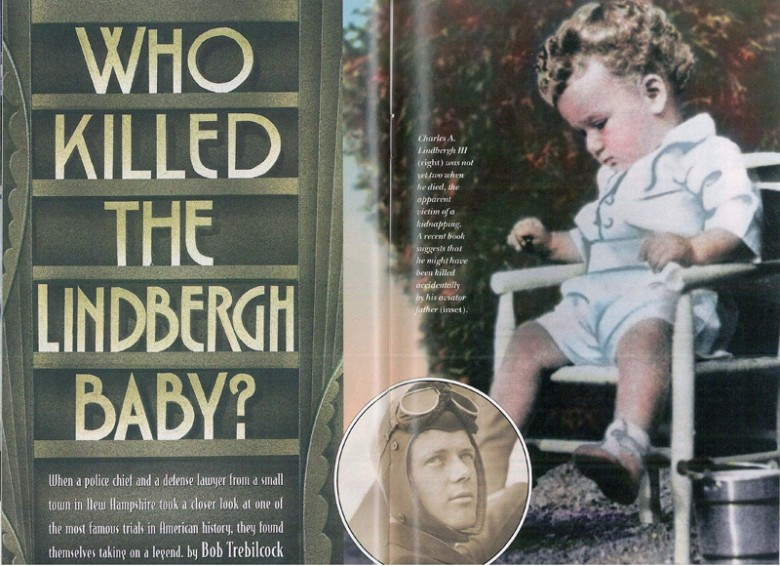 WHO
KILLED
THE
LINDBERGH
BABY?
When a police chief and a defense lawyer from a small
town in New Hampshire took a closer look at one of
the most famous trials in American history, they found
themselves taking on a legend. by Bob Trebilcock
Charles A.
Lindbergh III
(right) was not
yet two when
he died, the
apparent
victim of a
kidnapping.
A recent book
suggests that
he might have
been killed
accidentally
by his aviator
father (inset).